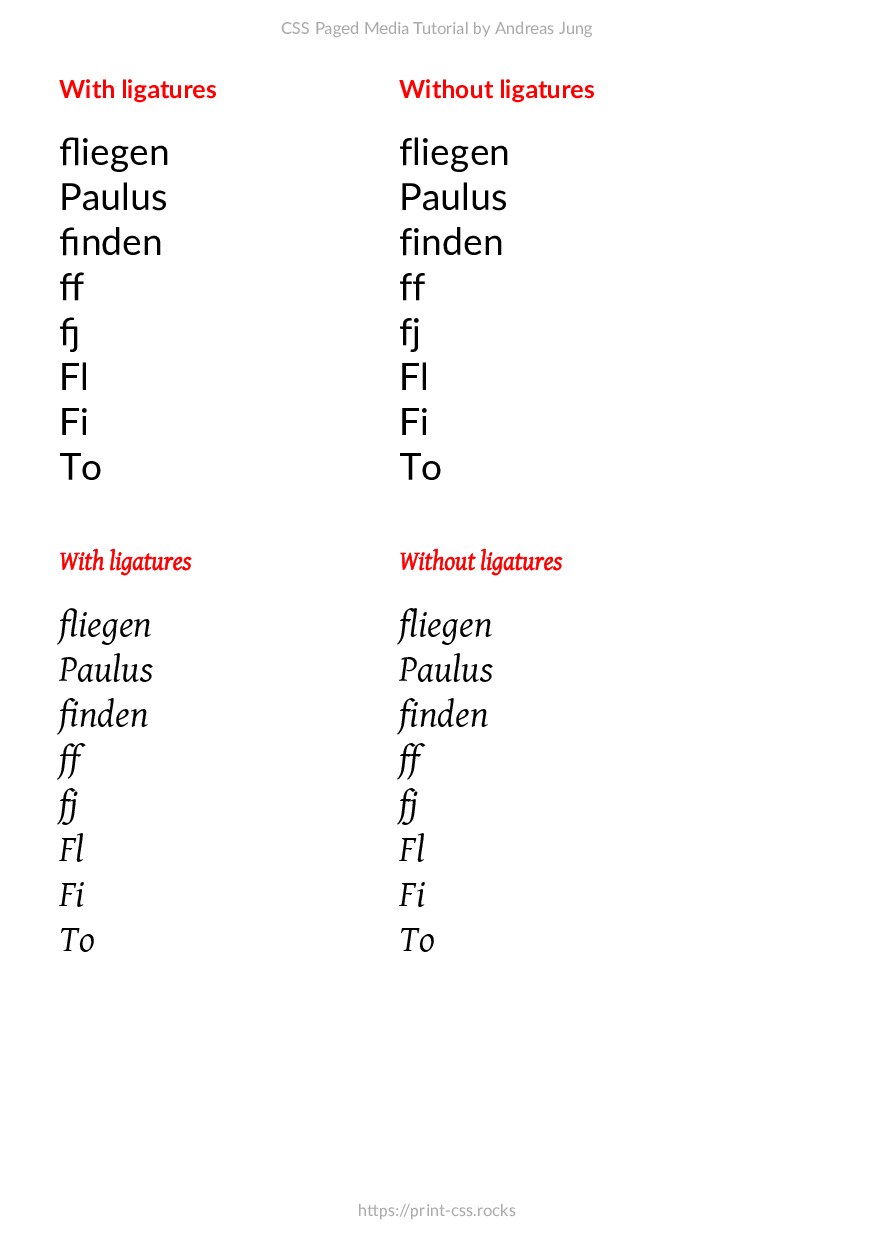 CSS Paged Media Tutorial by Andreas Jung
With ligatures
fliegen
Paulus
finden
ff
fj
Fl
Fi
To
Without ligatures
fliegen
Paulus
finden
ff
fj
Fl
Fi
To
With ligatures
fliegen
Paulus
finden
ff
fj
Fl
Fi
To
Without ligatures
fliegen
Paulus
finden
ff
fj
Fl
Fi
To
https://print-css.rocks